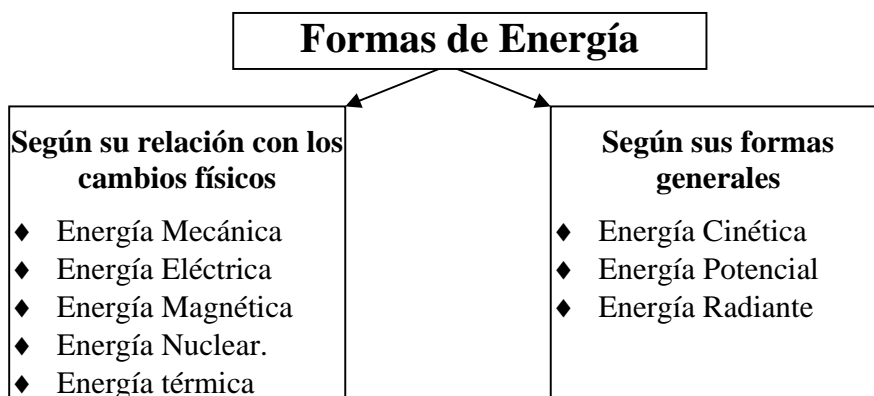 Formas de Energía
Según su relación con los
cambios físicos
♦ Energía Mecánica
♦ Energía Eléctrica
♦ Energía Magnética
♦ Energía Nuclear.
♦ Energía térmica
Según sus formas
generales
♦ Energía Cinética
♦ Energía Potencial
♦ Energía Radiante